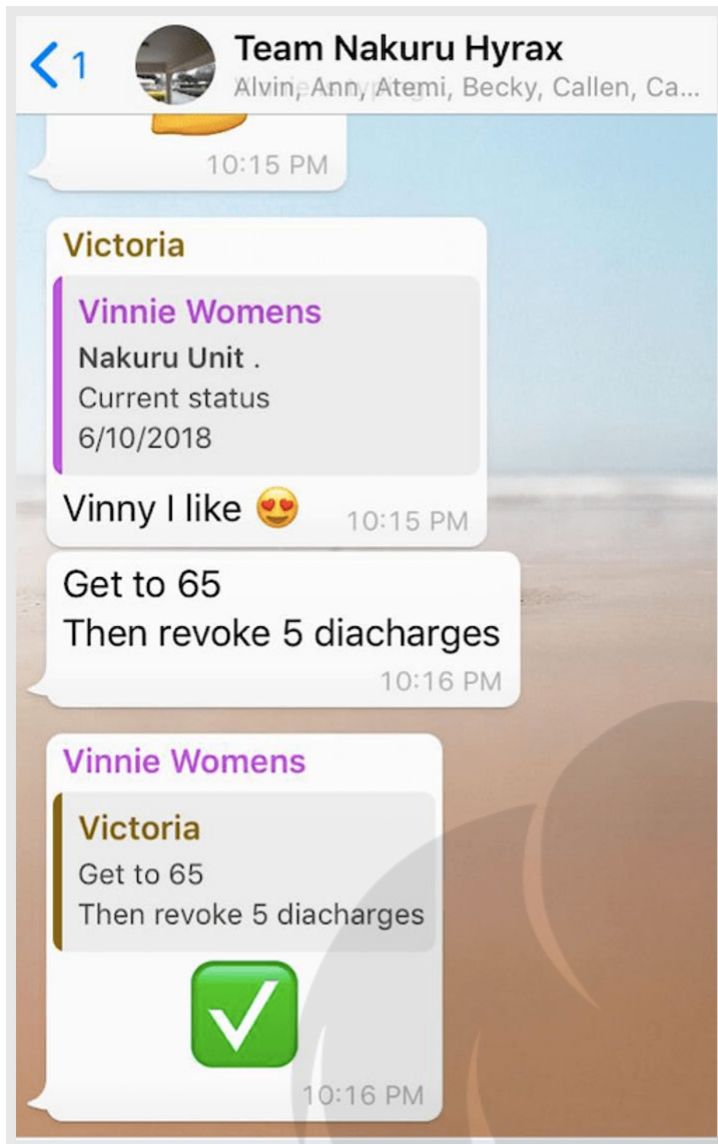 1
Team Nakuru Hyrax
Alvin, Ann, Atemi, Becky, Callen, Ca...
10:15 PM
Victoria
Vinnie Womens
Nakuru Unit .
Current status
6/10/2018
Vinny I like 😍
10:15 PM
Get to 65
Then revoke 5 diacharges
10:16 PM
Vinnie Womens
Victoria
Get to 65
Then revoke 5 diacharges
✅
10:16 PM